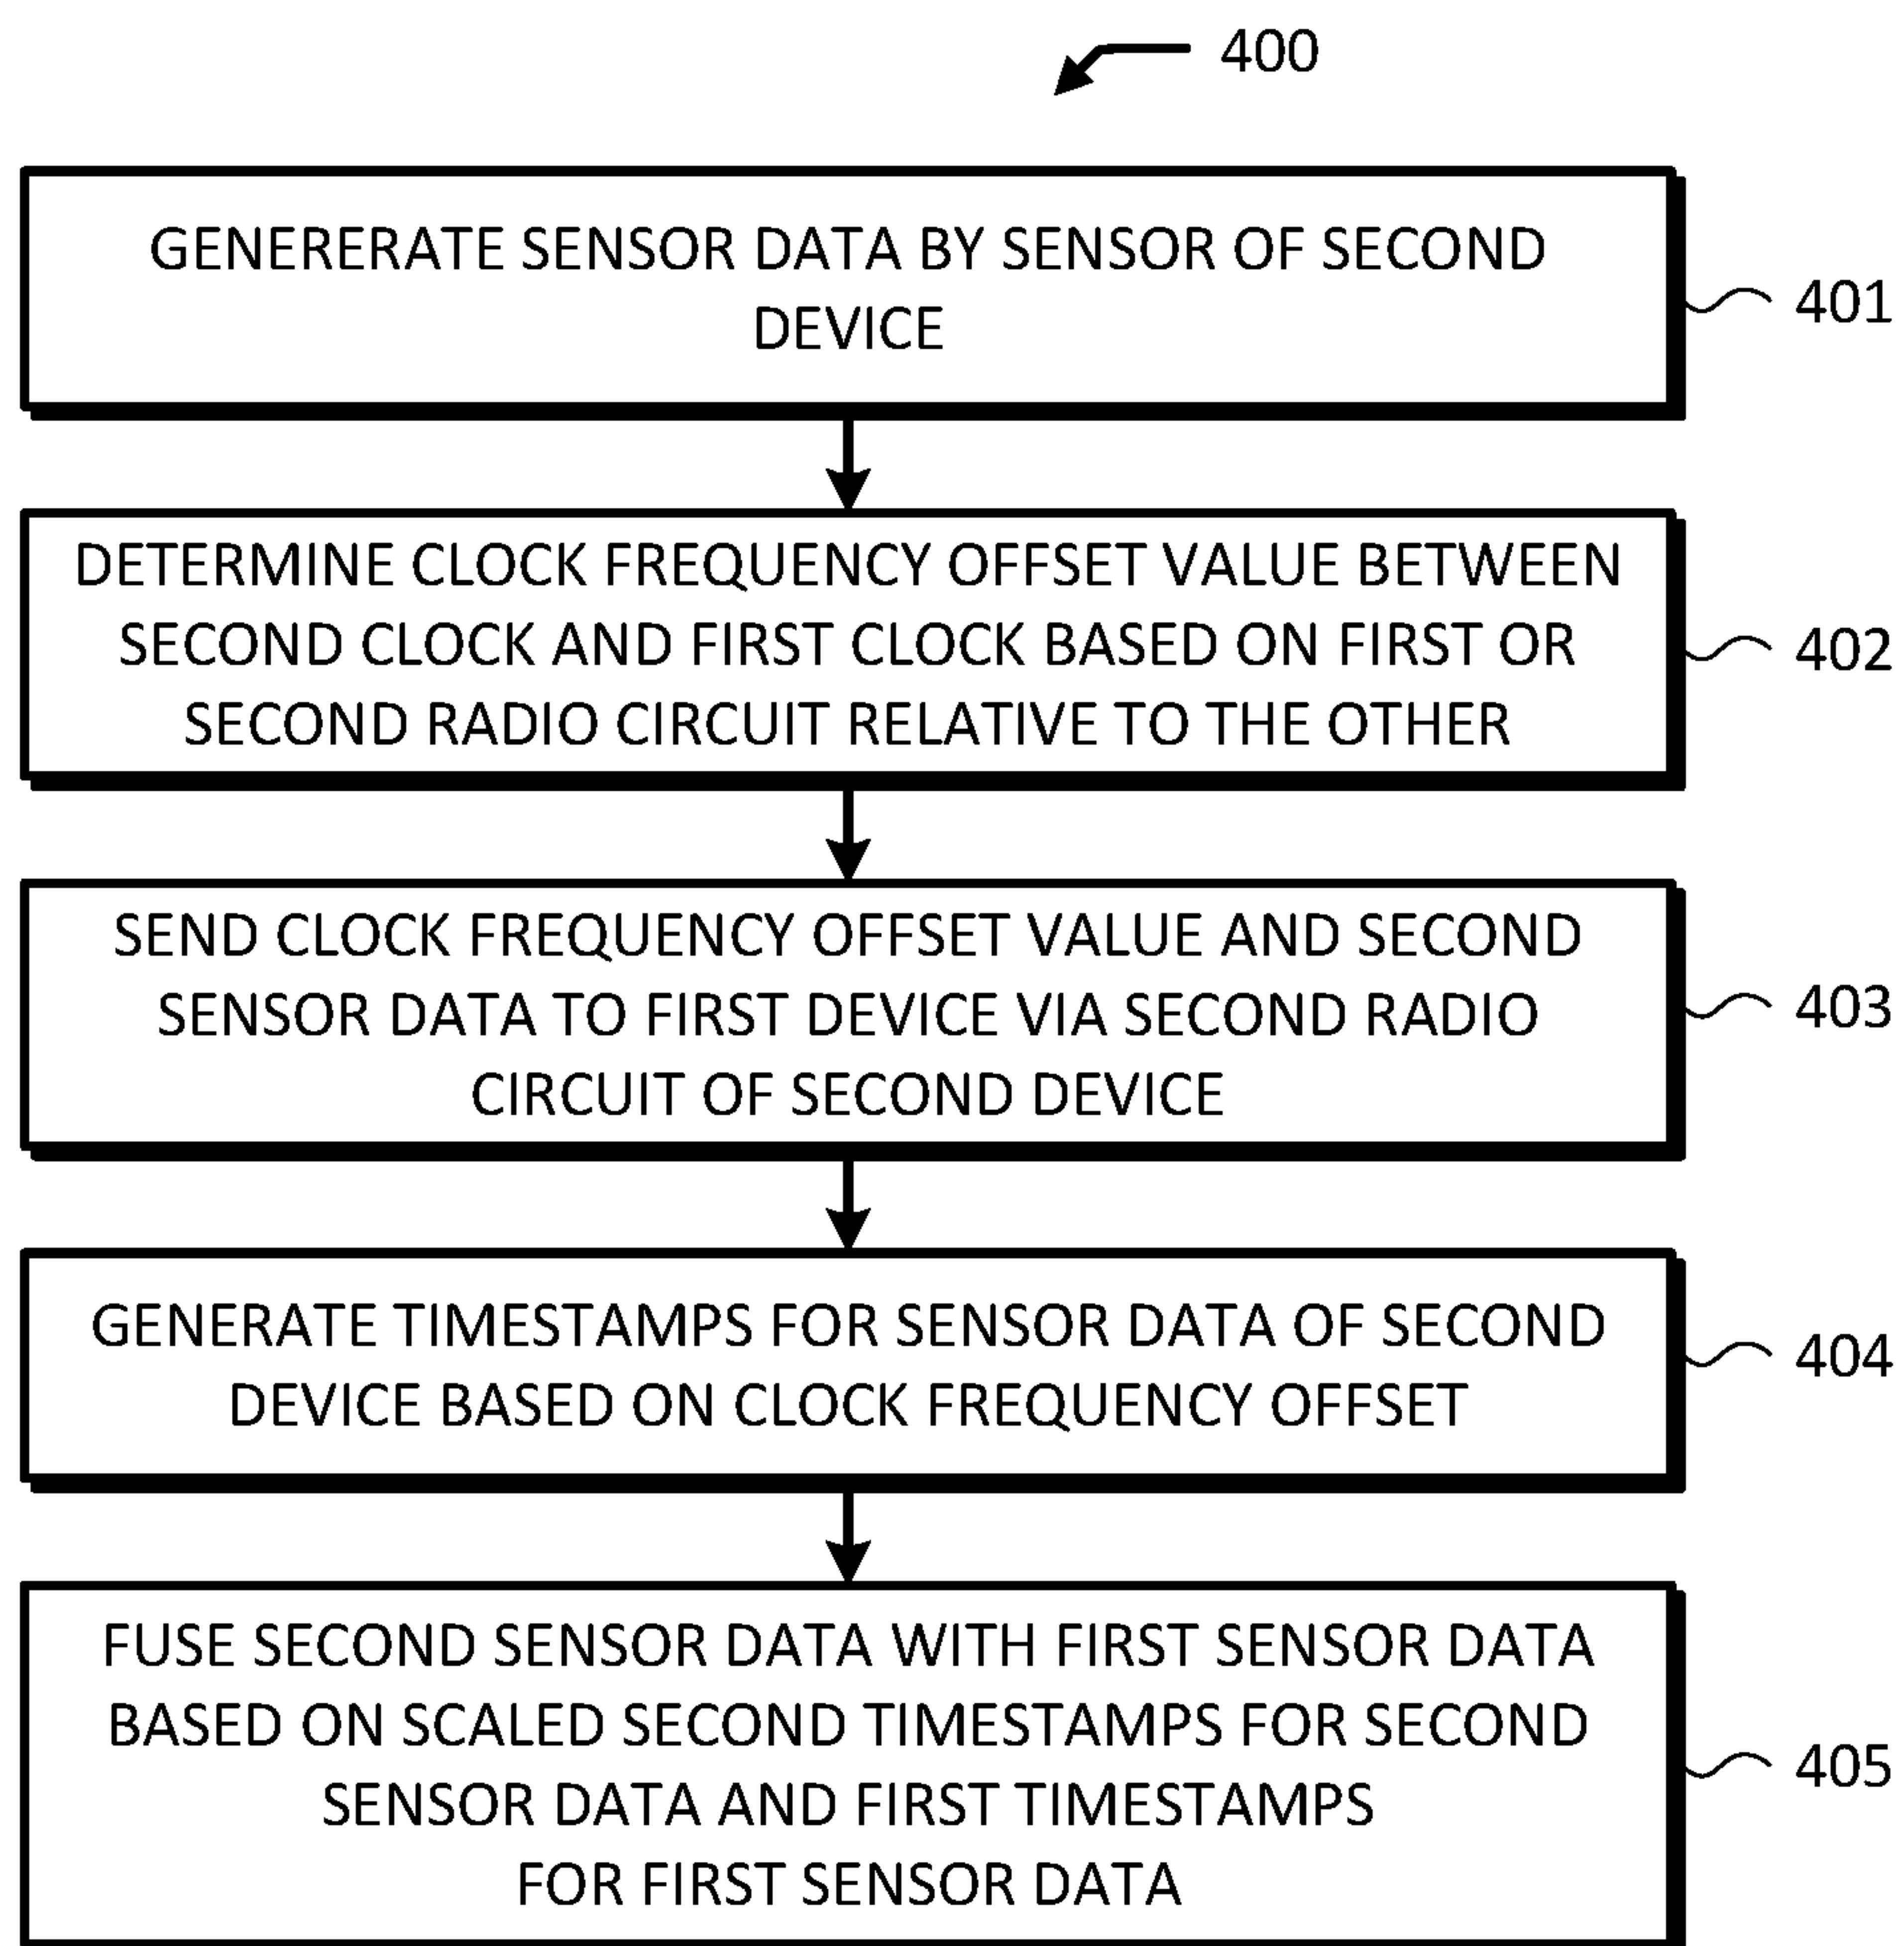 400
GENERERATE SENSOR DATA BY SENSOR OF SECOND
DEVICE
401
DETERMINE CLOCK FREQUENCY OFFSET VALUE BETWEEN
SECOND CLOCK AND FIRST CLOCK BASED ON FIRST OR
SECOND RADIO CIRCUIT RELATIVE TO THE OTHER
402
SEND CLOCK FREQUENCY OFFSET VALUE AND SECOND
SENSOR DATA TO FIRST DEVICE VIA SECOND RADIO
CIRCUIT OF SECOND DEVICE
403
GENERATE TIMESTAMPS FOR SENSOR DATA OF SECOND
DEVICE BASED ON CLOCK FREQUENCY OFFSET
404
FUSE SECOND SENSOR DATA WITH FIRST SENSOR DATA
BASED ON SCALED SECOND TIMESTAMPS FOR SECOND
SENSOR DATA AND FIRST TIMESTAMPS
FOR FIRST SENSOR DATA
405